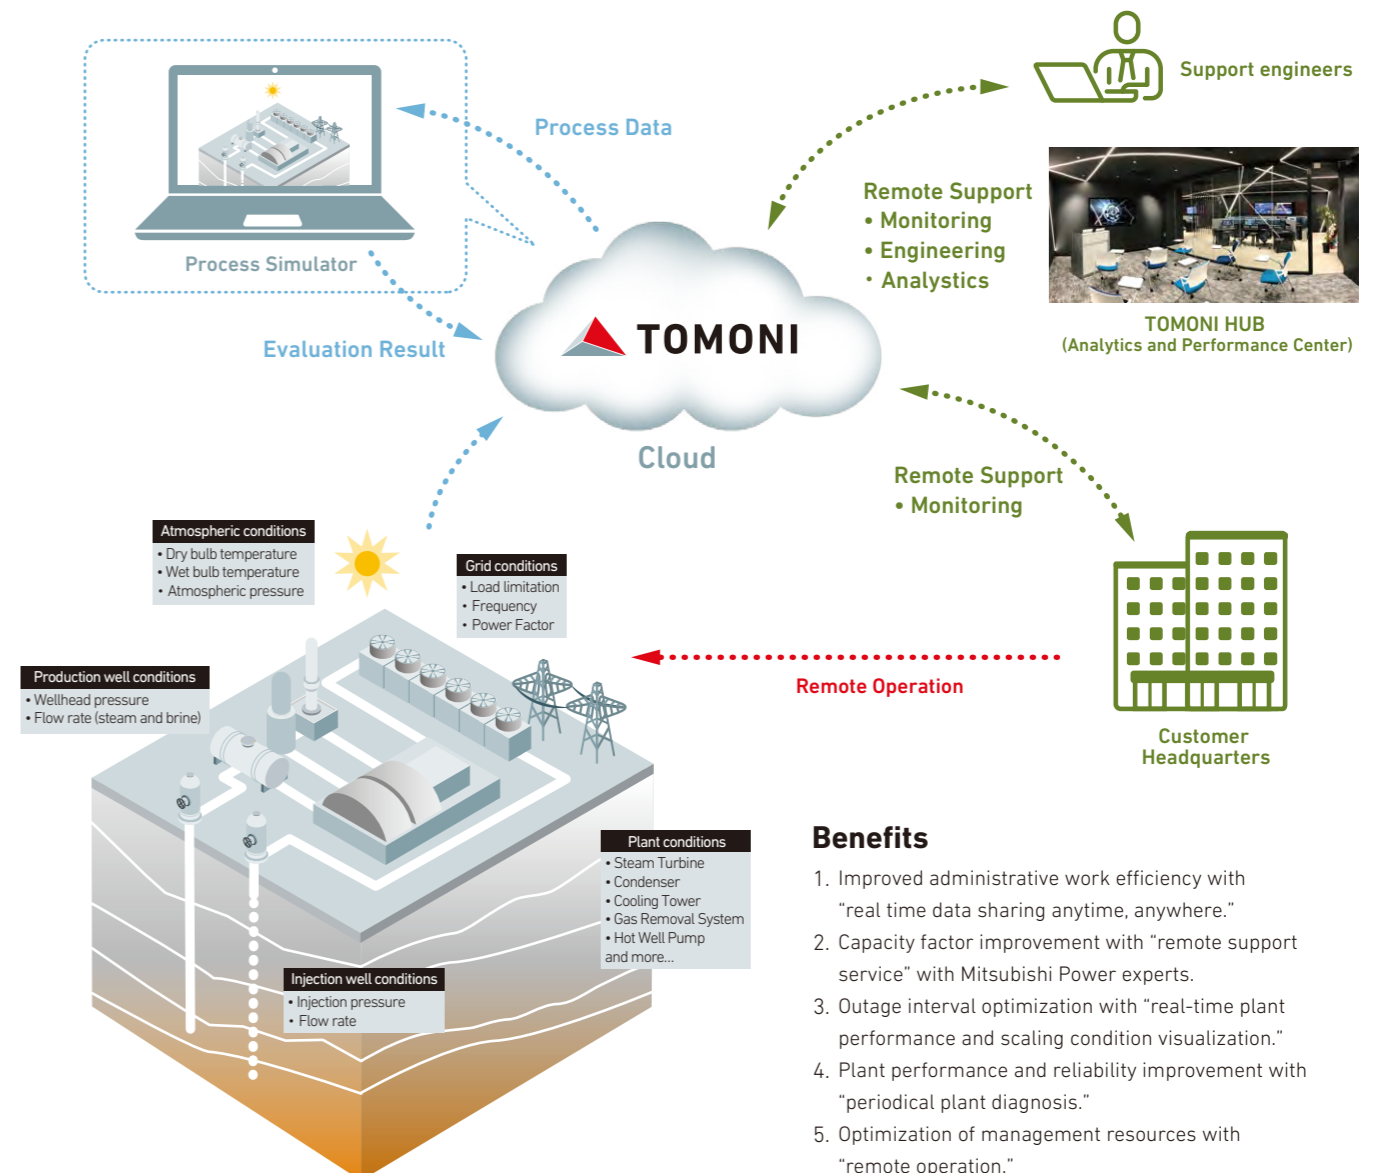 Support engineers
Process Data
Remote Support
• Monitoring
• Engineering
• Analystics
Process Simulator
TOMONI HUB
(Analytics and Performance Center)
Evaluation Result
TOMONI
Cloud
Remote Support
• Monitoring
Atmospheric conditions
• Dry bulb temperature
• Wet bulb temperature
• Atmospheric pressure
Grid conditions
• Load limitation
• Frequency
• Power Factor
Production well conditions
• Wellhead pressure
• Flow rate (steam and brine)
Remote Operation
Customer
Headquarters
Plant conditions
• Steam Turbine
• Condenser
• Cooling Tower
• Gas Removal System
• Hot Well Pump
and more...
Injection well conditions
• Injection pressure
• Flow rate
Benefits
1. Improved administrative work efficiency with
“real time data sharing anytime, anywhere.”
2. Capacity factor improvement with “remote support
service” with Mitsubishi Power experts.
3. Outage interval optimization with “real-time plant
performance and scaling condition visualization.”
4. Plant performance and reliability improvement with
“periodical plant diagnosis.”
5. Optimization of management resources with
“remote operation.”